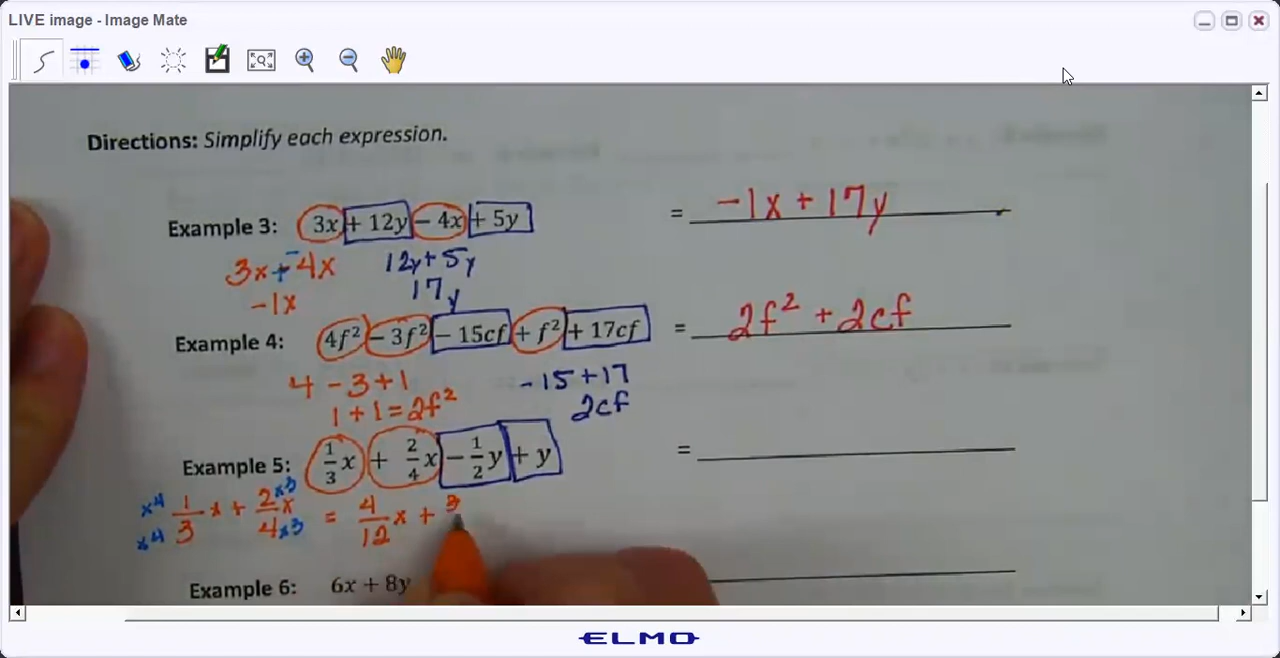 LIVE image - Image Mate
Directions: Simplify each expression.
Example 3: 3x + 12y - 4x + 5y = -1x + 17y
3x + -4x 12y + 5y
-1x 17y
Example 4: 4f² - 3f² - 15cf + f² + 17cf = 2f² + 2cf
4 - 3 + 1 -15 + 17
1 + 1 = 2f² 2cf
Example 5: 1/3 x + 2/4 x - 1/2 y + y =
x4 1/3 x + 2/4 x x3 = 4/12 x +
x4 x3
Example 6: 6x + 8y
ELMO